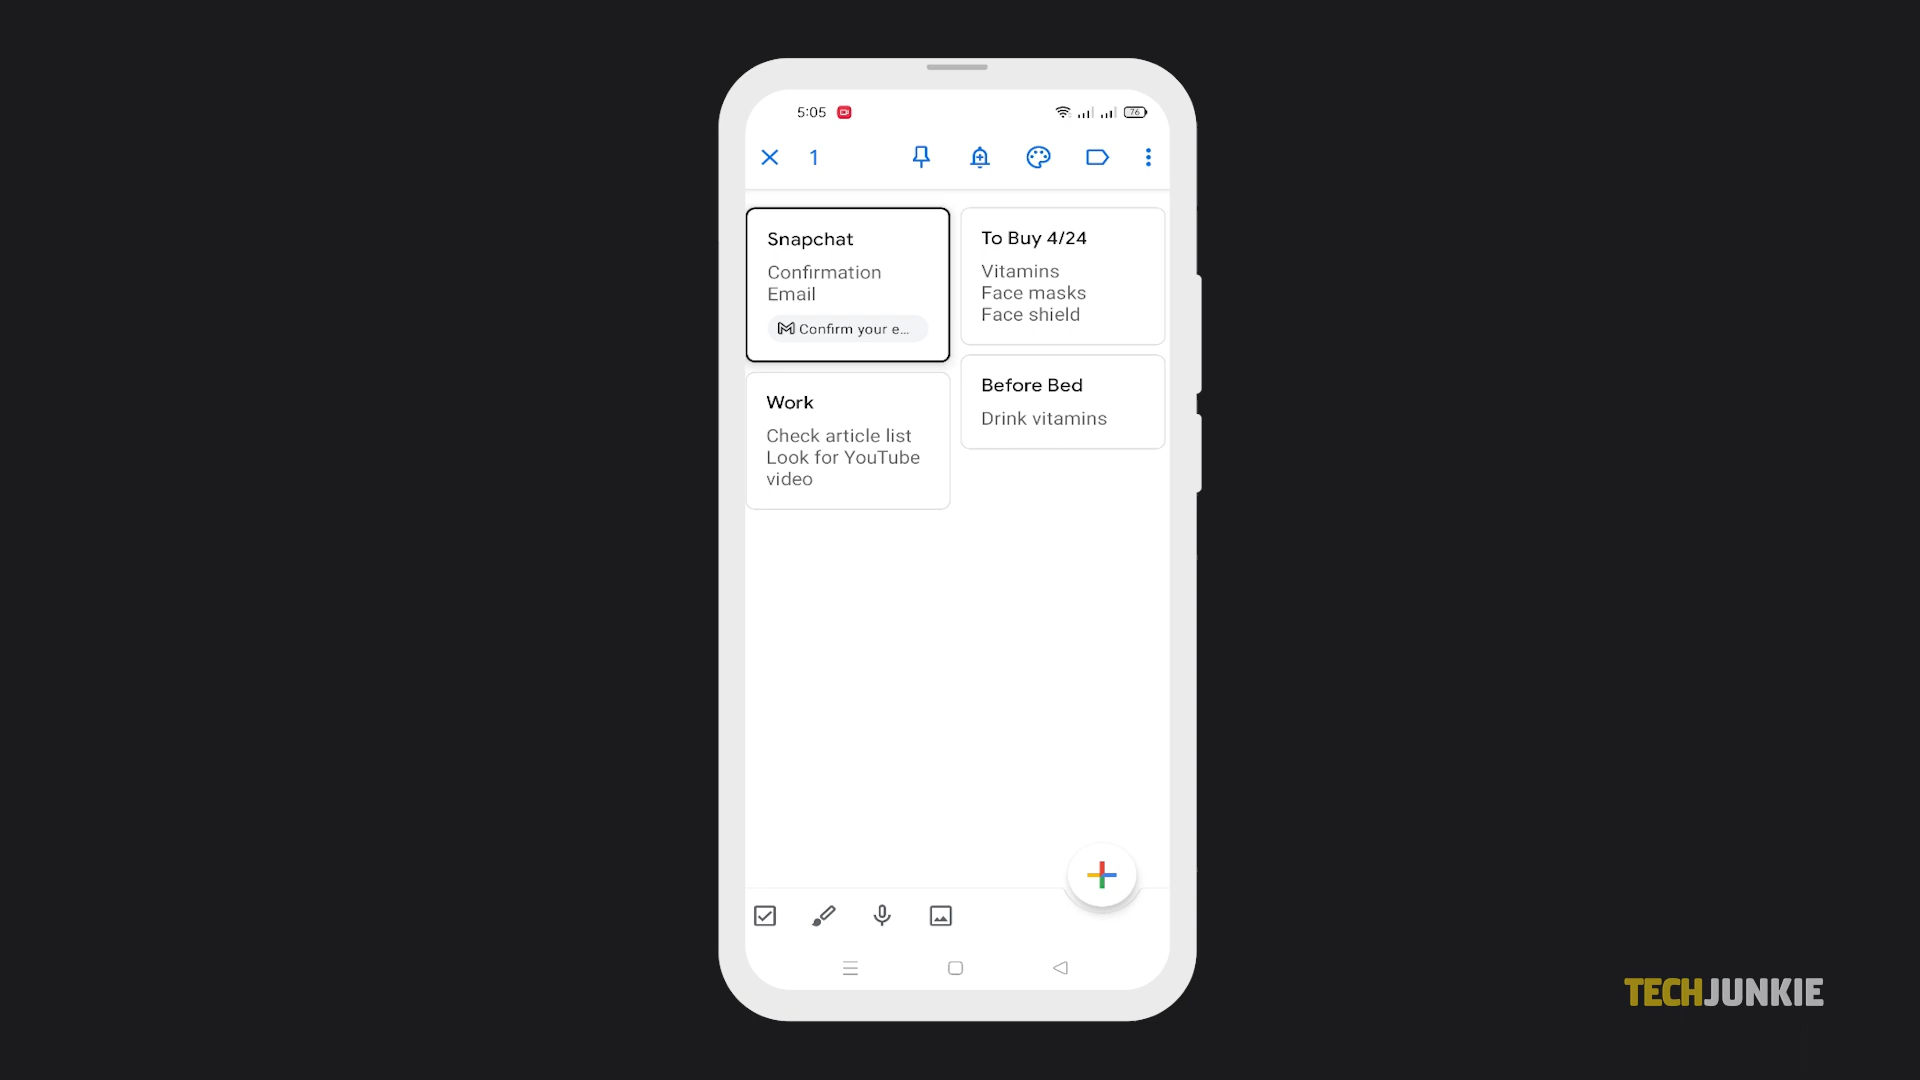 5:05
76
1
Snapchat
Confirmation
Email
Confirm your e...
Work
Check article list
Look for YouTube
video
To Buy 4/24
Vitamins
Face masks
Face shield
Before Bed
Drink vitamins
TECHJUNKIE